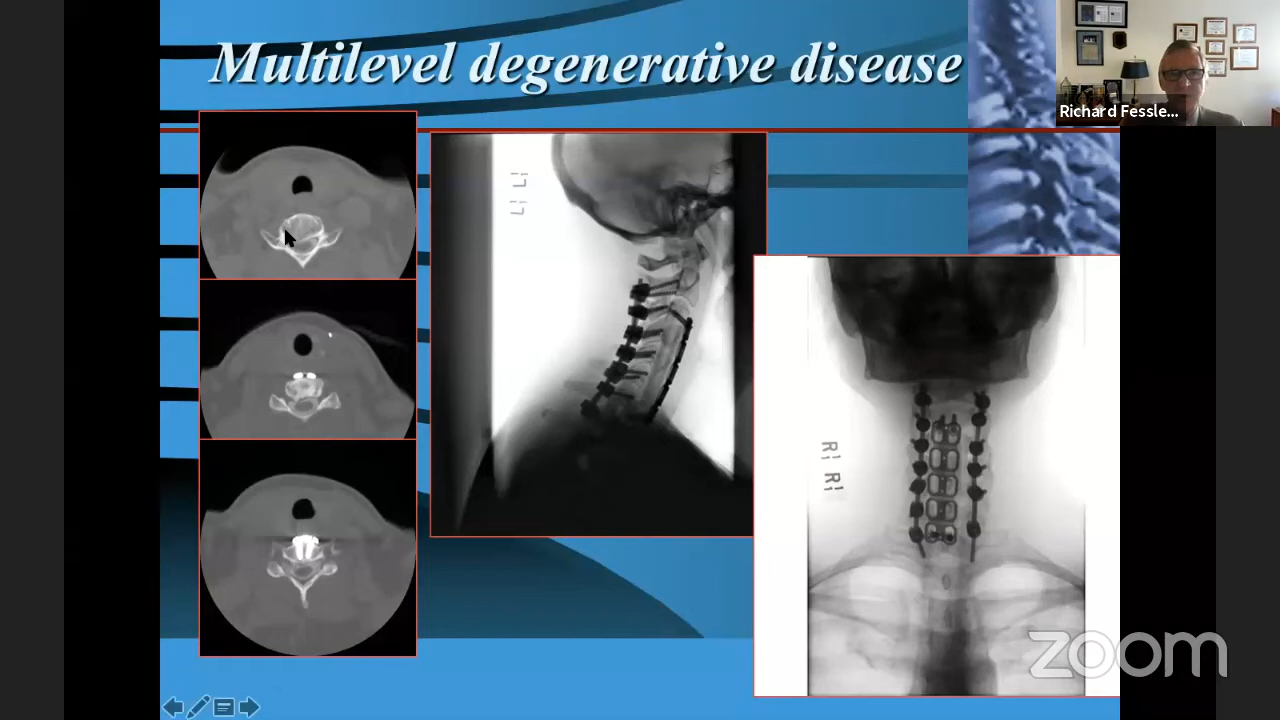 Multilevel degenerative disease
Richard Fessle...
L! L!
R! R!
zoom